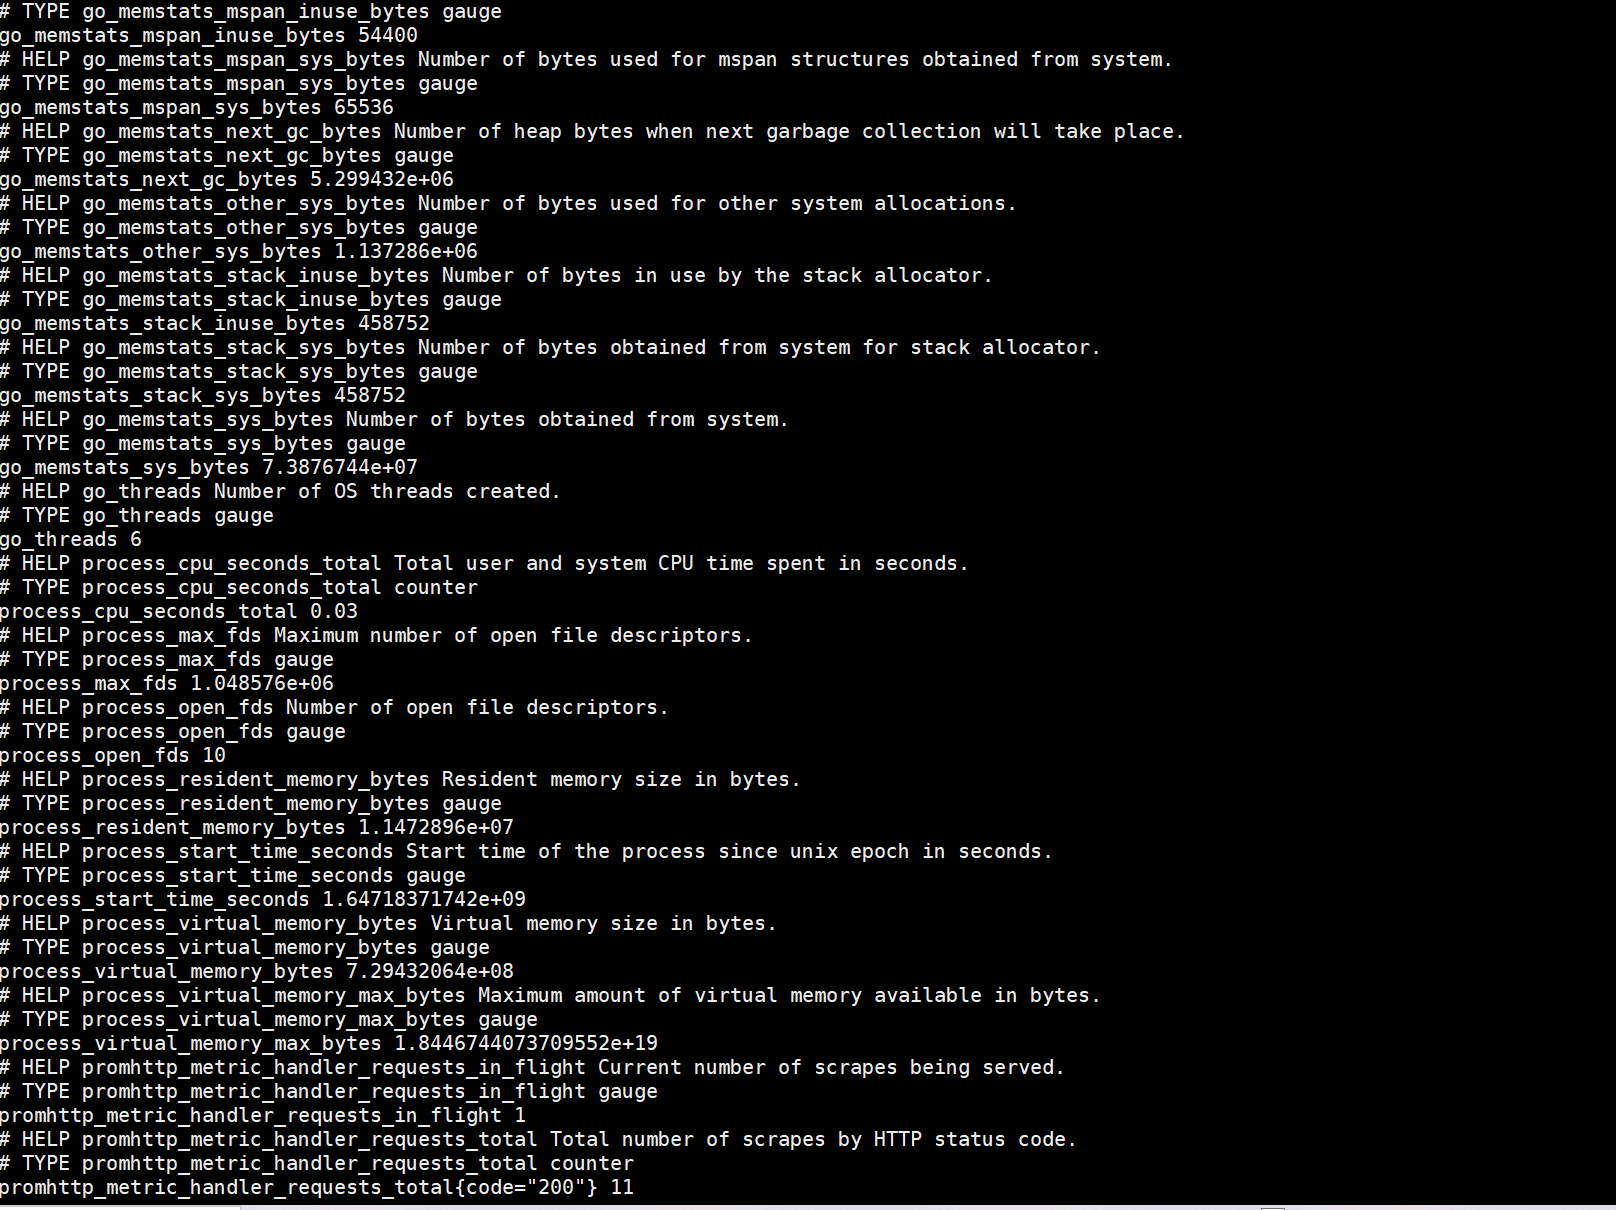 # TYPE go_memstats_mspan_inuse_bytes gauge
go_memstats_mspan_inuse_bytes 54400
# HELP go_memstats_mspan_sys_bytes Number of bytes used for mspan structures obtained from system.
# TYPE go_memstats_mspan_sys_bytes gauge
go_memstats_mspan_sys_bytes 65536
# HELP go_memstats_next_gc_bytes Number of heap bytes when next garbage collection will take place.
# TYPE go_memstats_next_gc_bytes gauge
go_memstats_next_gc_bytes 5.299432e+06
# HELP go_memstats_other_sys_bytes Number of bytes used for other system allocations.
# TYPE go_memstats_other_sys_bytes gauge
go_memstats_other_sys_bytes 1.137286e+06
# HELP go_memstats_stack_inuse_bytes Number of bytes in use by the stack allocator.
# TYPE go_memstats_stack_inuse_bytes gauge
go_memstats_stack_inuse_bytes 458752
# HELP go_memstats_stack_sys_bytes Number of bytes obtained from system for stack allocator.
# TYPE go_memstats_stack_sys_bytes gauge
go_memstats_stack_sys_bytes 458752
# HELP go_memstats_sys_bytes Number of bytes obtained from system.
# TYPE go_memstats_sys_bytes gauge
go_memstats_sys_bytes 7.3876744e+07
# HELP go_threads Number of OS threads created.
# TYPE go_threads gauge
go_threads 6
# HELP process_cpu_seconds_total Total user and system CPU time spent in seconds.
# TYPE process_cpu_seconds_total counter
process_cpu_seconds_total 0.03
# HELP process_max_fds Maximum number of open file descriptors.
# TYPE process_max_fds gauge
process_max_fds 1.048576e+06
# HELP process_open_fds Number of open file descriptors.
# TYPE process_open_fds gauge
process_open_fds 10
# HELP process_resident_memory_bytes Resident memory size in bytes.
# TYPE process_resident_memory_bytes gauge
process_resident_memory_bytes 1.1472896e+07
# HELP process_start_time_seconds Start time of the process since unix epoch in seconds.
# TYPE process_start_time_seconds gauge
process_start_time_seconds 1.64718371742e+09
# HELP process_virtual_memory_bytes Virtual memory size in bytes.
# TYPE process_virtual_memory_bytes gauge
process_virtual_memory_bytes 7.29432064e+08
# HELP process_virtual_memory_max_bytes Maximum amount of virtual memory available in bytes.
# TYPE process_virtual_memory_max_bytes gauge
process_virtual_memory_max_bytes 1.8446744073709552e+19
# HELP promhttp_metric_handler_requests_in_flight Current number of scrapes being served.
# TYPE promhttp_metric_handler_requests_in_flight gauge
promhttp_metric_handler_requests_in_flight 1
# HELP promhttp_metric_handler_requests_total Total number of scrapes by HTTP status code.
# TYPE promhttp_metric_handler_requests_total counter
promhttp_metric_handler_requests_total{code="200"} 11